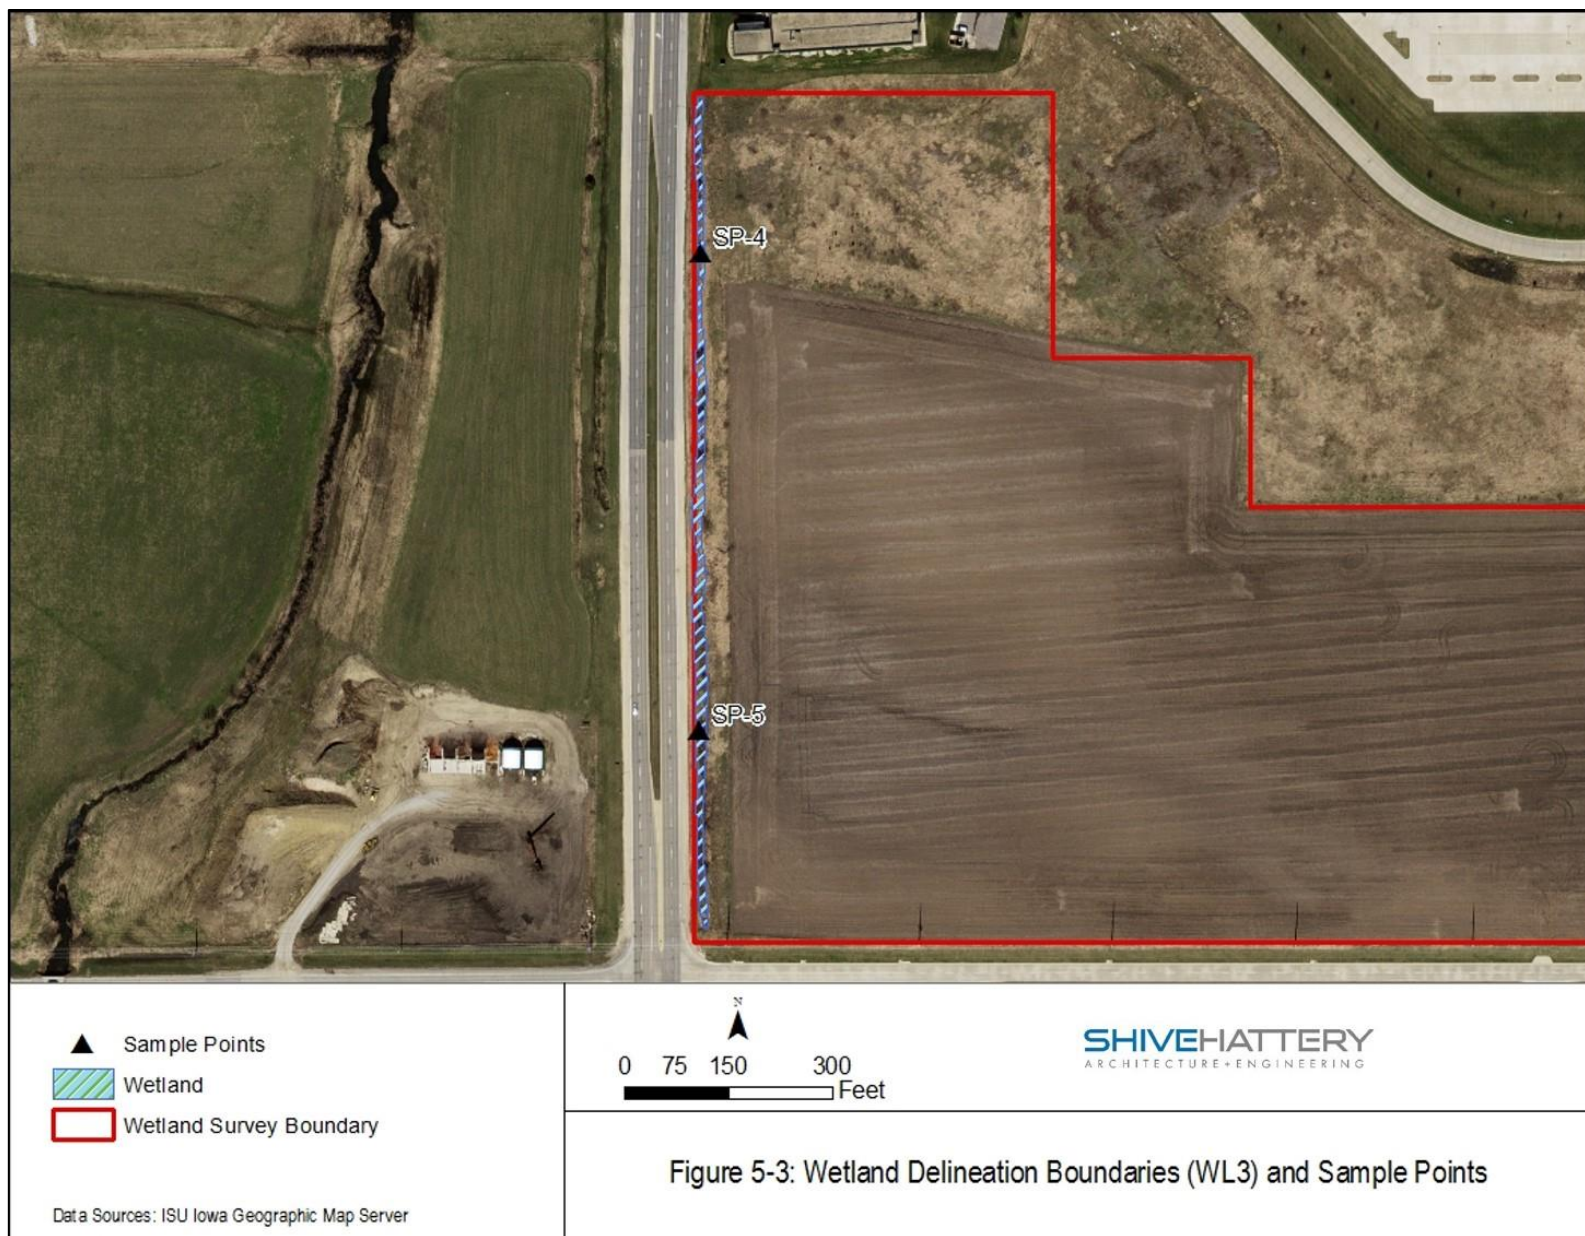 SP-4
SP-5
Sample Points
Wetland
Wetland Survey Boundary
Data Sources: ISU Iowa Geographic Map Server
N
0 75 150 300
Feet
SHIVEHATTERY
ARCHITECTURE+ENGINEERING
Figure 5-3: Wetland Delineation Boundaries (WL3) and Sample Points